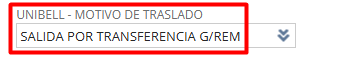 UNIBELL - MOTIVO DE TRASLADO
SALIDA POR TRANSFERENCIA G/REM